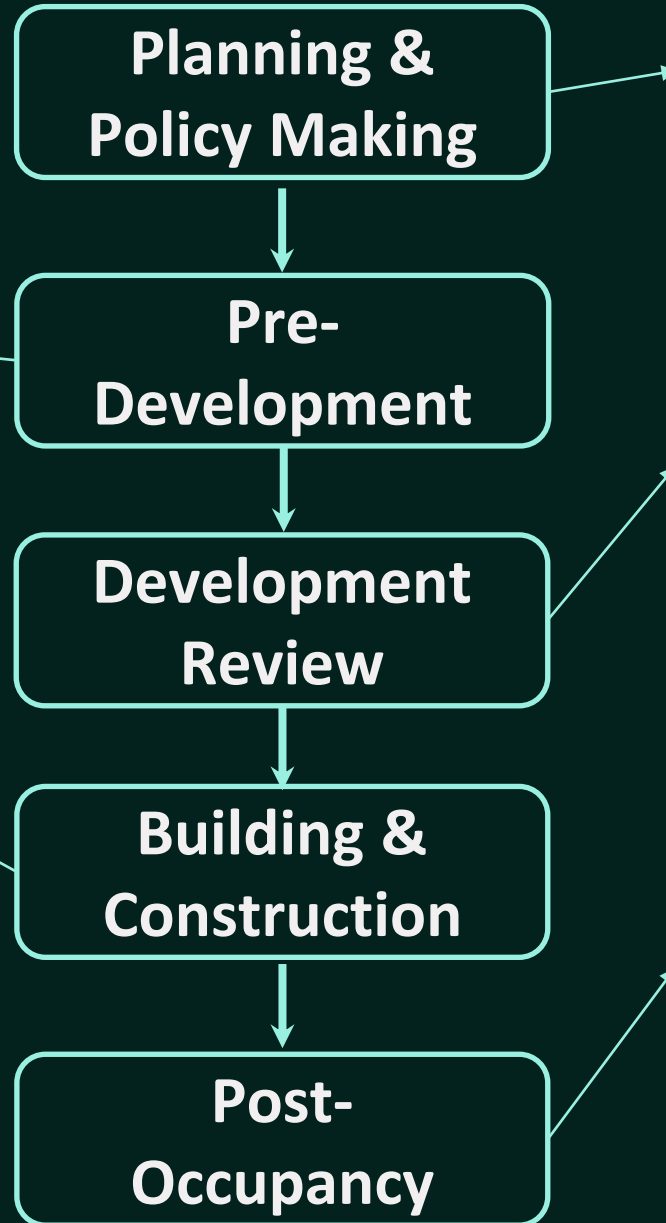 Planning &
Policy Making
Pre-
Development
Development
Review
Building &
Construction
Post-
Occupancy